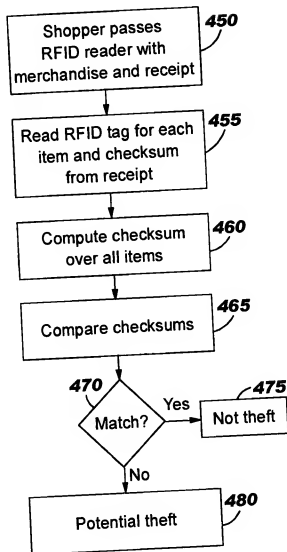 Shopper passes
RFID reader with
merchandise and receipt
450
Read RFID tag for each
item and checksum
from receipt
455
Compute checksum
over all items
460
Compare checksums
465
470
Match?
Yes
475
Not theft
No
Potential theft
480